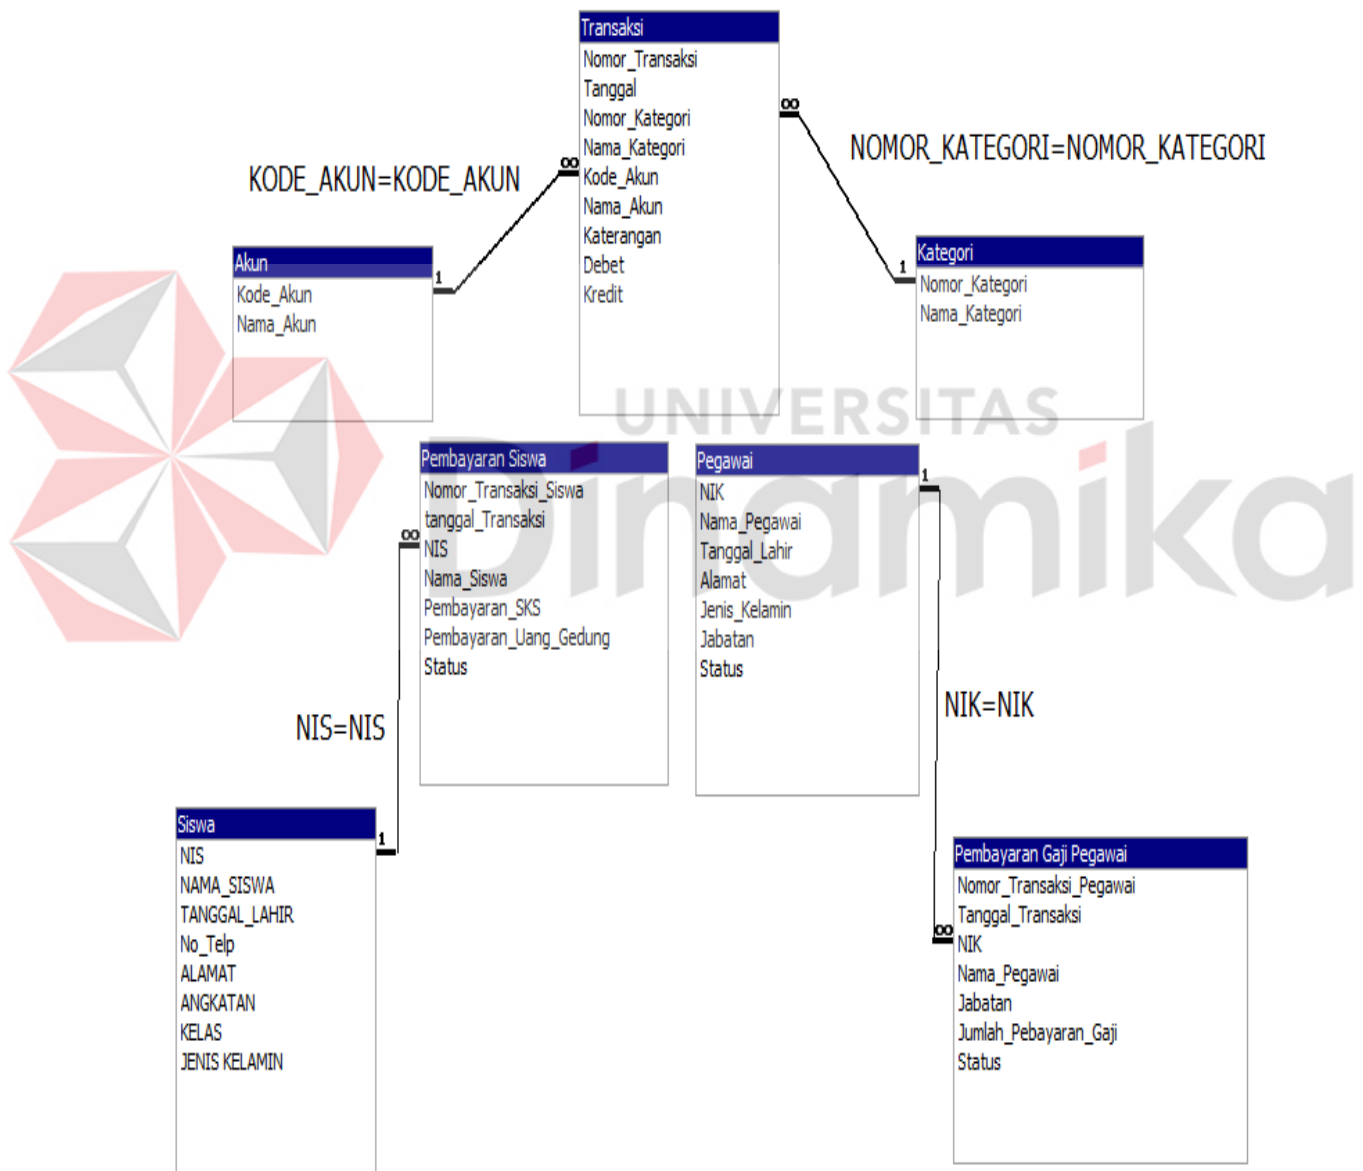 Transaksi
Nomor_Transaksi
Tanggal
Nomor_Kategori
Nama_Kategori
Kode_Akun
Nama_Akun
Katerangan
Debet
Kredit
KODE_AKUN=KODE_AKUN
oo
oo
NOMOR_KATEGORI=NOMOR_KATEGORI
Akun
Kode_Akun
Nama_Akun
1
1
Kategori
Nomor_Kategori
Nama_Kategori
UNIVERSITAS
Dinamika
Pembayaran Siswa
Nomor_Transaksi_Siswa
tanggal_Transaksi
NIS
Nama_Siswa
Pembayaran_SKS
Pembayaran_Uang_Gedung
Status
oo
Pegawai
NIK
Nama_Pegawai
Tanggal_Lahir
Alamat
Jenis_Kelamin
Jabatan
Status
1
NIS=NIS
NIK=NIK
Siswa
NIS
NAMA_SISWA
TANGGAL_LAHIR
No_Telp
ALAMAT
ANGKATAN
KELAS
JENIS KELAMIN
1
oo
Pembayaran Gaji Pegawai
Nomor_Transaksi_Pegawai
Tanggal_Transaksi
NIK
Nama_Pegawai
Jabatan
Jumlah_Pebayaran_Gaji
Status